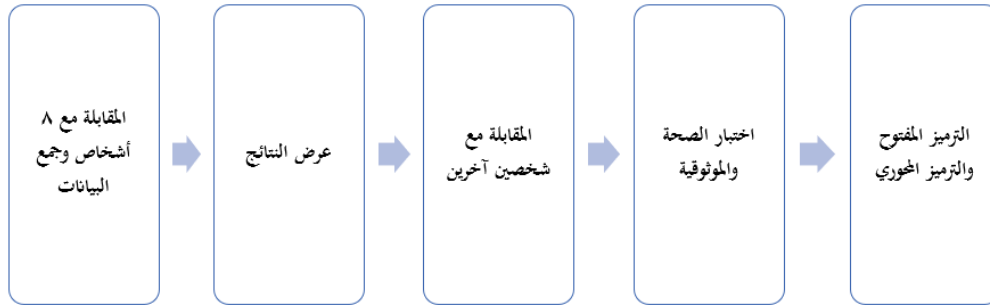 المقابلة مع ٨
أشخاص وجمع
البيانات
عرض النتائج
المقابلة مع
شخصين آخرين
اختبار الصحة
والموثوقية
الترميز المفتوح
والترميز المحوري